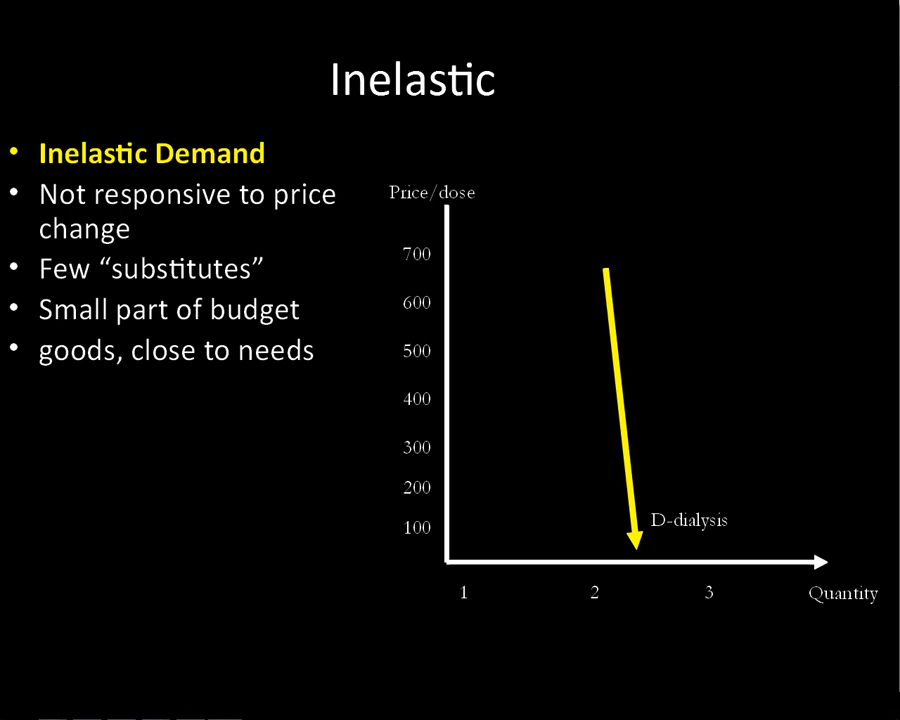 Inelastic
• Inelastic Demand
• Not responsive to price
change
• Few “substitutes”
• Small part of budget
• goods, close to needs
Price/dose
700
600
500
400
300
200
100
D-dialysis
1 2 3 Quantity